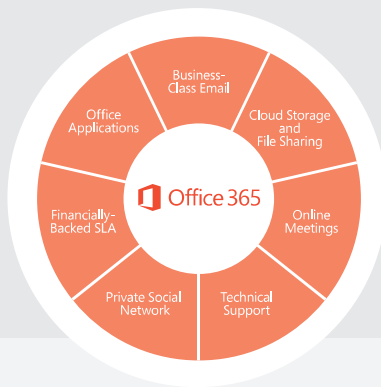 Business-
Class Email
Cloud Storage
and
File Sharing
Online
Meetings
Technical
Support
Private Social
Network
Financially-
Backed SLA
Office
Applications
Office 365